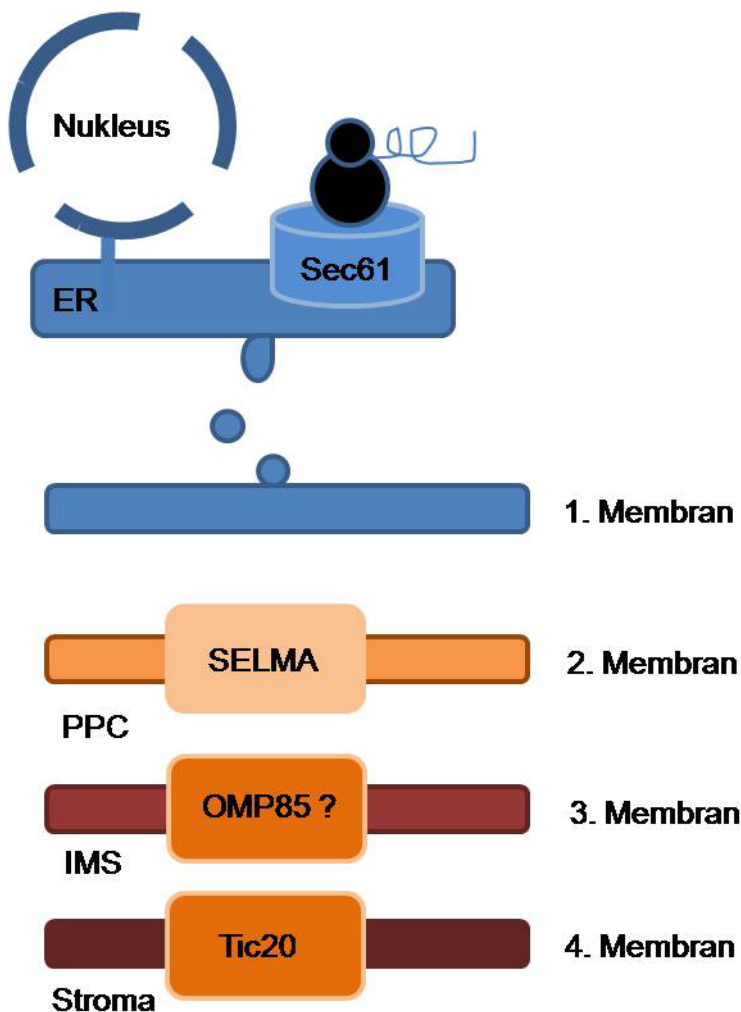 Nukleus
Sec61
ER
1. Membran
SELMA
2. Membran
PPC
OMP85 ?
3. Membran
IMS
Tic20
4. Membran
Stroma